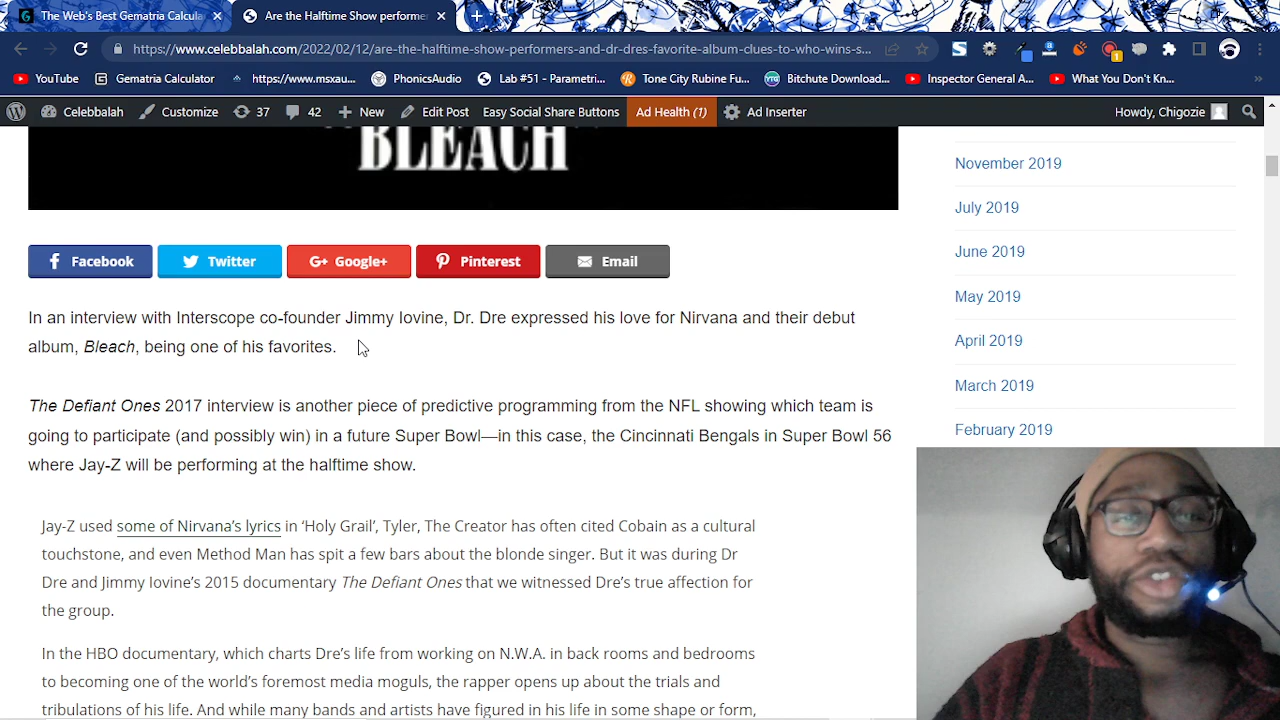 The Web's Best Gematria Calcula
Are the Halftime Show performer
https://www.celebbalah.com/2022/02/12/are-the-halftime-show-performers-and-dr-dres-favorite-album-clues-to-who-wins-s...
YouTube
Gematria Calculator
https://www.msxau...
PhonicsAudio
Lab #51 - Parametri...
Tone City Rubine Fu...
Bitchute Download...
Inspector General A...
What You Don't Kn...
Celebbalah
Customize
37
42
New
Edit Post
Easy Social Share Buttons
Ad Health (1)
Ad Inserter
Howdy, Chigozie
BLEACH
November 2019
July 2019
June 2019
May 2019
April 2019
March 2019
February 2019
Facebook
Twitter
G+ Google+
Pinterest
Email
In an interview with Interscope co-founder Jimmy Iovine, Dr. Dre expressed his love for Nirvana and their debut
album, Bleach, being one of his favorites.
The Defiant Ones 2017 interview is another piece of predictive programming from the NFL showing which team is
going to participate (and possibly win) in a future Super Bowl—in this case, the Cincinnati Bengals in Super Bowl 56
where Jay-Z will be performing at the halftime show.
Jay-Z used some of Nirvana's lyrics in 'Holy Grail', Tyler, The Creator has often cited Cobain as a cultural
touchstone, and even Method Man has spit a few bars about the blonde singer. But it was during Dr
Dre and Jimmy Iovine's 2015 documentary The Defiant Ones that we witnessed Dre's true affection for
the group.
In the HBO documentary, which charts Dre's life from working on N.W.A. in back rooms and bedrooms
to becoming one of the world's foremost media moguls, the rapper opens up about the trials and
tribulations of his life. And while many bands and artists have figured in his life in some shape or form,